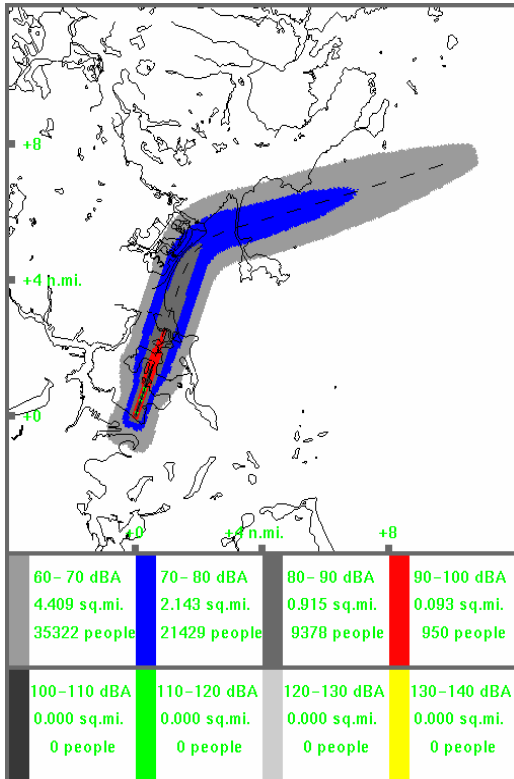 +8
+4 n.mi.
+0
+0
+4 n.mi.
+8
60-70 dBA
70-80 dBA
80-90 dBA
90-100 dBA
4.409 sq.mi.
2.143 sq.mi.
0.915 sq.mi.
0.093 sq.mi.
35322 people
21429 people
9378 people
950 people
100-110 dBA
110-120 dBA
120-130 dBA
130-140 dBA
0.000 sq.mi.
0.000 sq.mi.
0.000 sq.mi.
0.000 sq.mi.
0 people
0 people
0 people
0 people